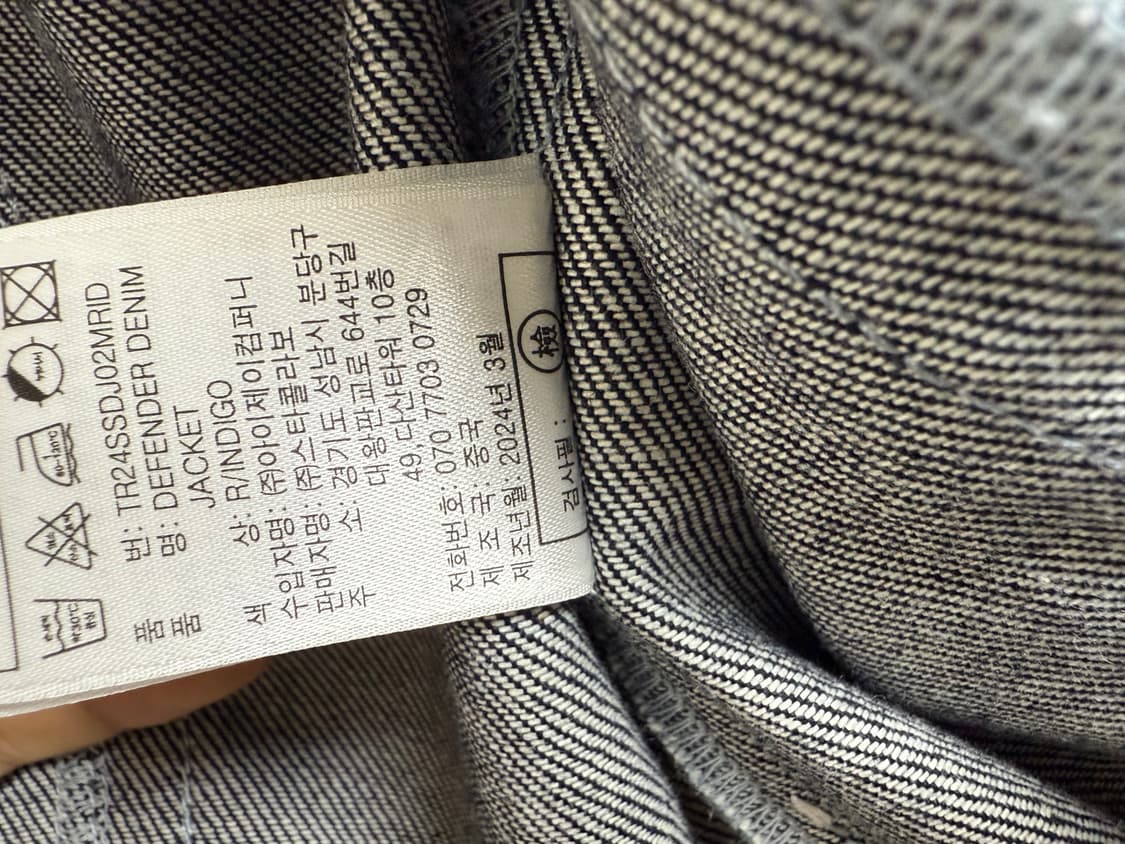 80~120℃
품 번: TR24SSDJ02MRID
품 명: DEFENDER DENIM
JACKET
색 상: R/INDIGO
수입자명: ㈜아이제이컴퍼니
판매자명: ㈜스타콜라보
주 소: 경기도 성남시 분당구
대왕판교로 644번길
49 다산타워 10층
전화번호: 070 7703 0729
제 조 국: 중국
제조년월: 2024년 3월
검사필: 檢